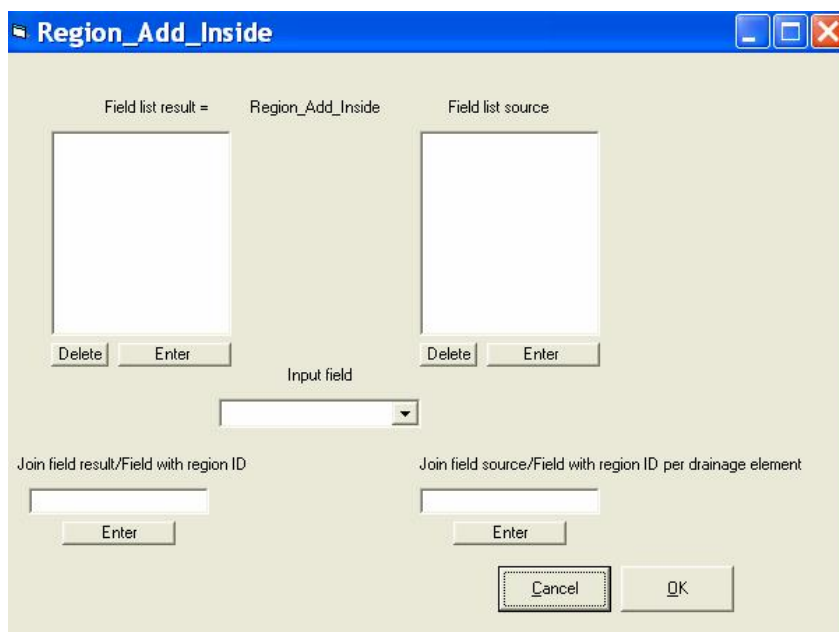 Region_Add_Inside
Field list result = Region_Add_Inside Field list source
Delete Enter Delete Enter
Input field
Join field result/Field with region ID Join field source/Field with region ID per drainage element
Enter Enter
Cancel OK